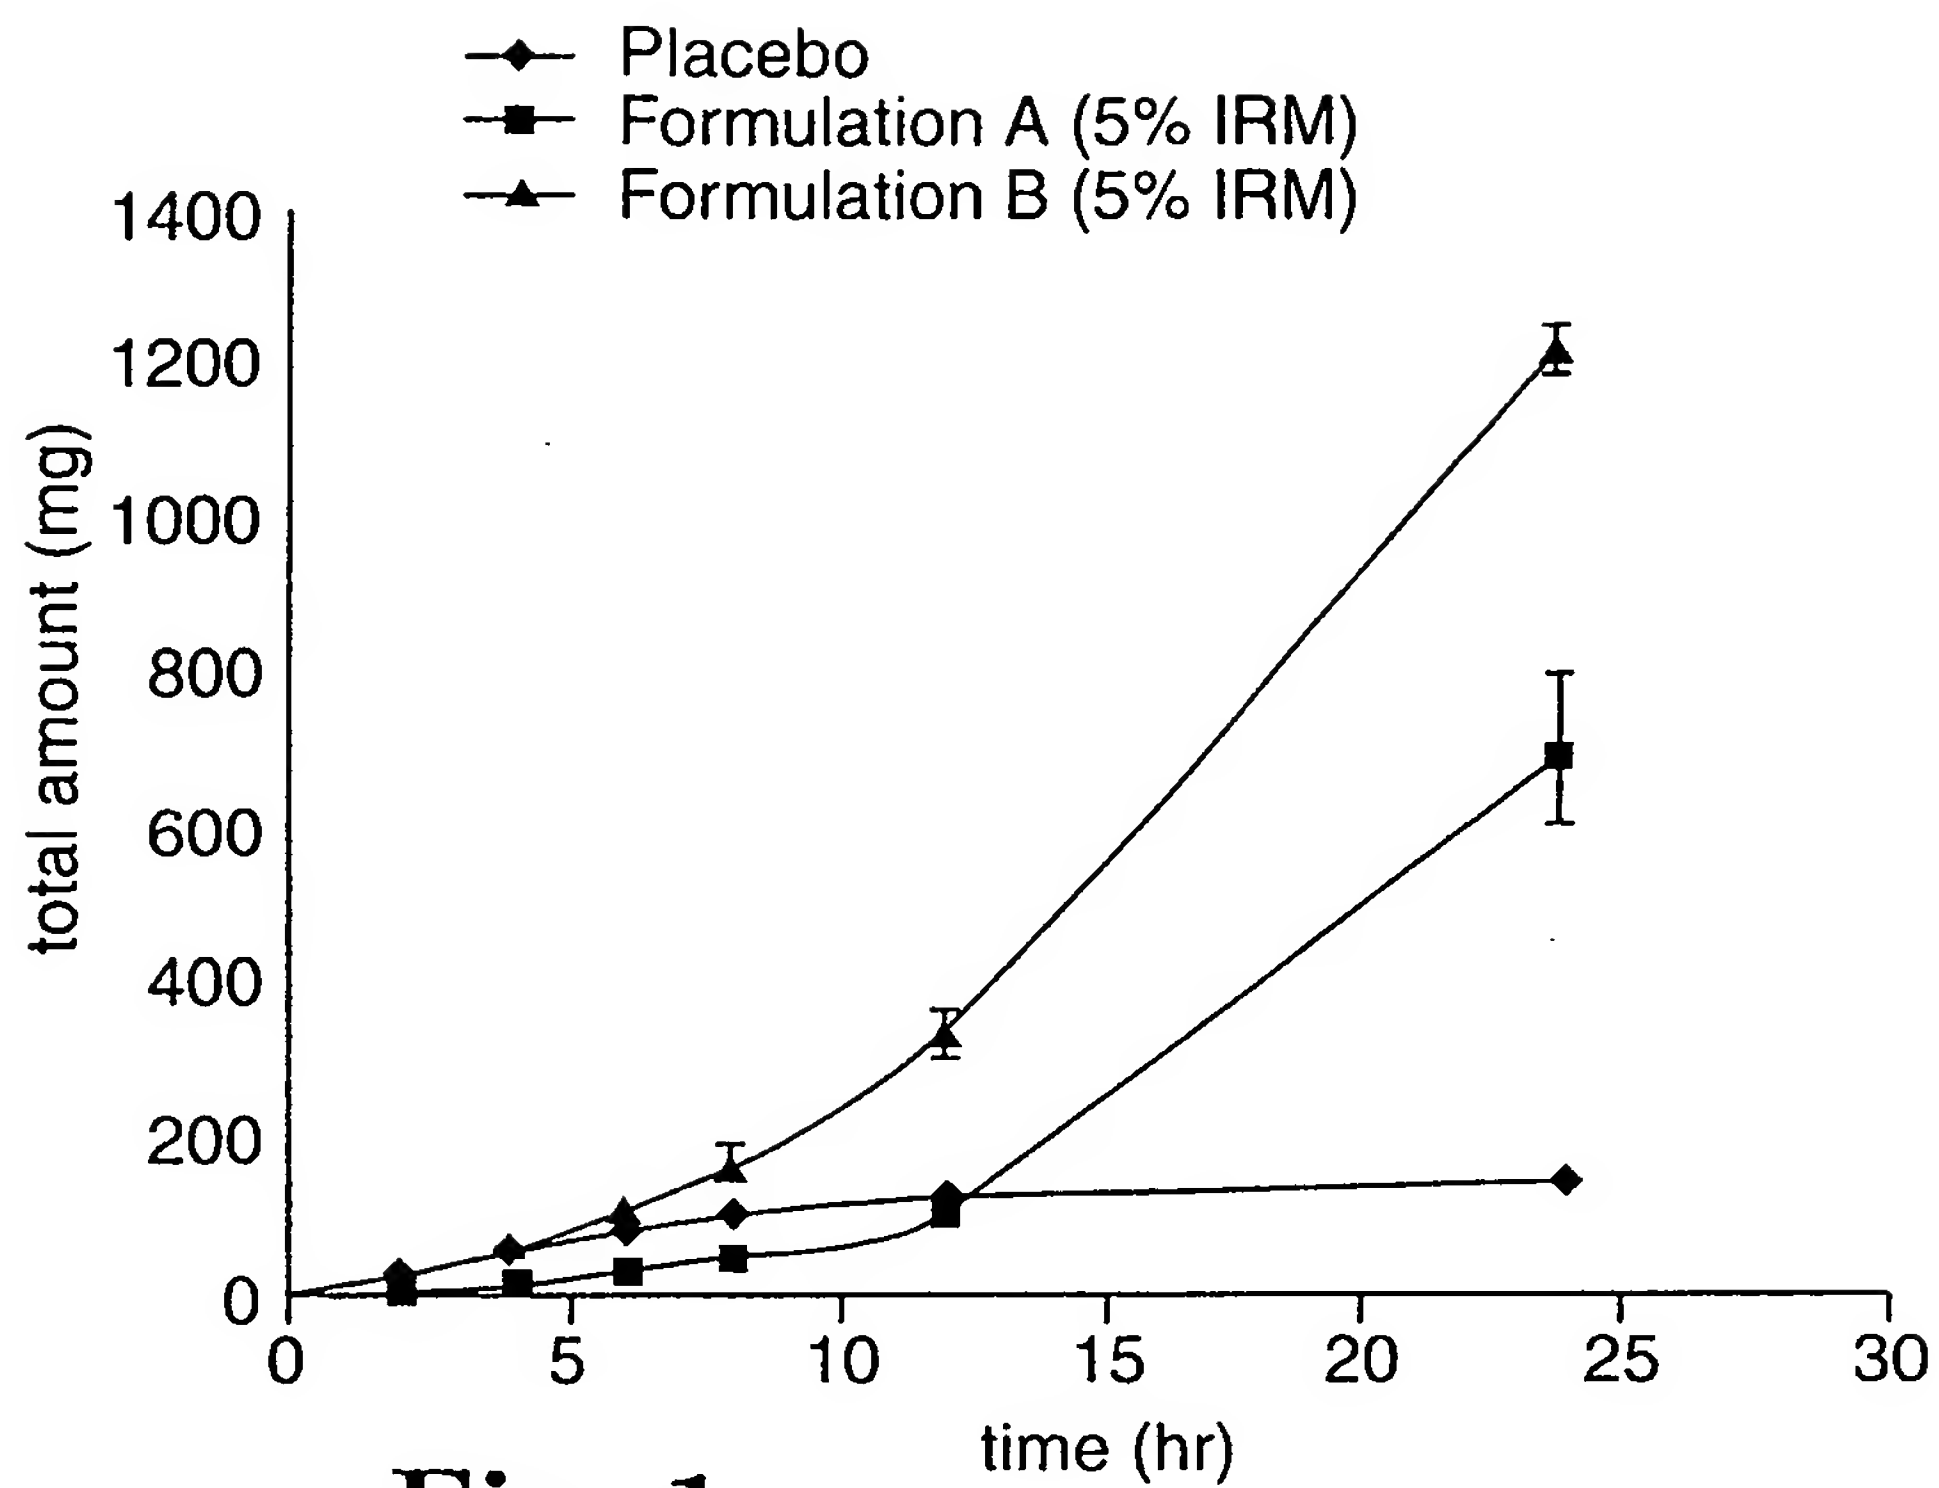 Placebo
Formulation A (5% IRM)
Formulation B (5% IRM)
1400
1200
1000
800
600
400
200
0
total amount (mg)
0 5 10 15 20 25 30
time (hr)